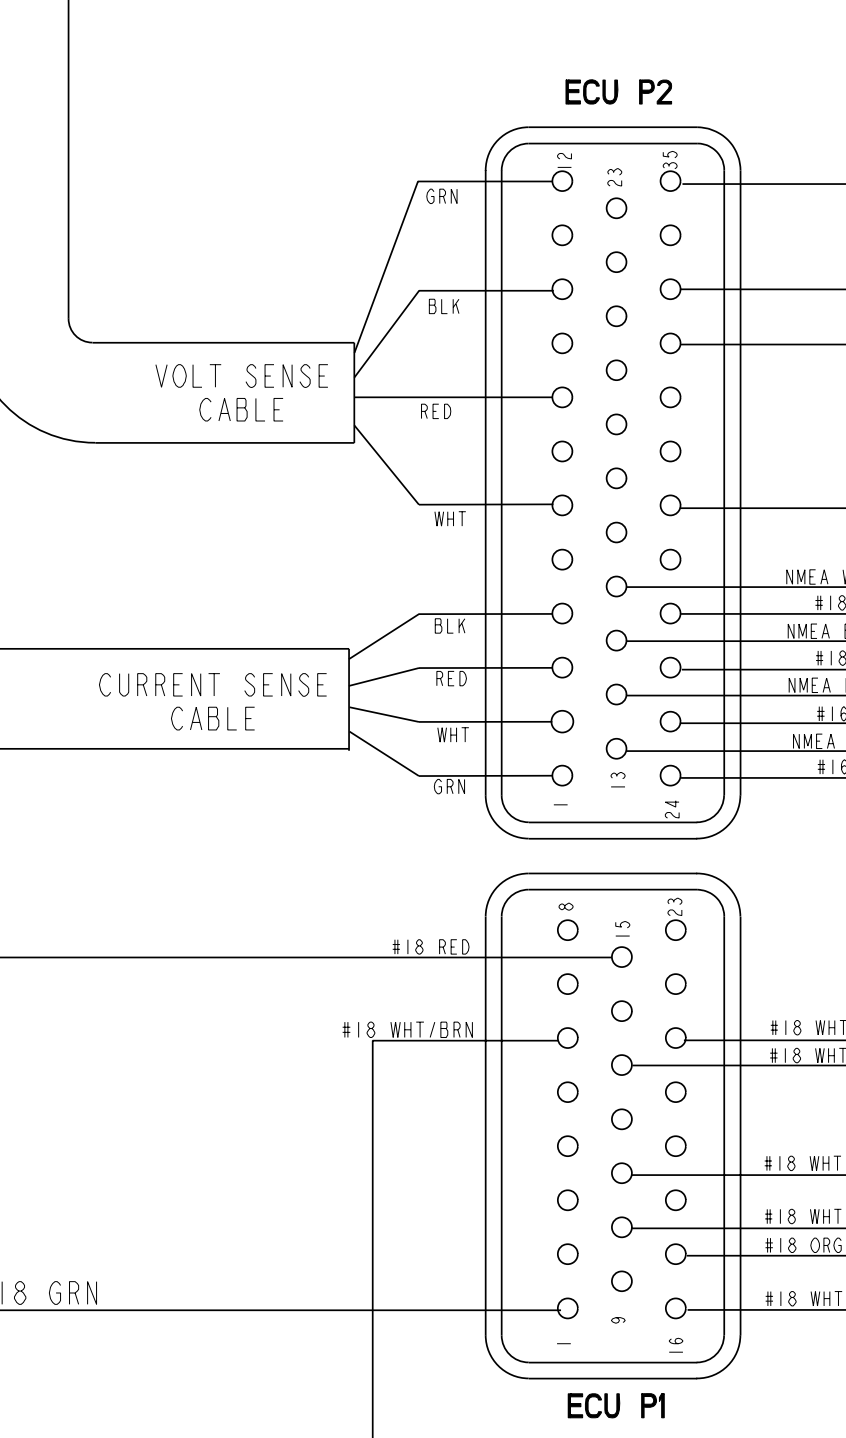 ECU P2
12
23
35
GRN
BLK
VOLT SENSE
CABLE
RED
WHT
NMEA
#18
BLK
NMEA
#18
CURRENT SENSE
CABLE
RED
NMEA
#16
WHT
NMEA
#16
GRN
1
13
24
8
15
23
#18 RED
#18 WHT/BRN
#18 WHT
#18 WHT
#18 WHT
#18 WHT
#18 ORG
18 GRN
#18 WHT
1
9
16
ECU P1